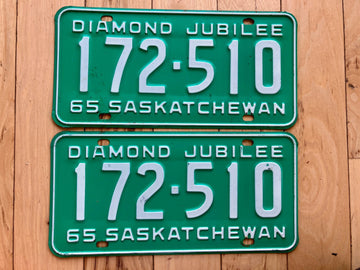 DIAMOND JUBILEE
172·510
65 SASKATCHEWAN
DIAMOND JUBILEE
172·510
65 SASKATCHEWAN